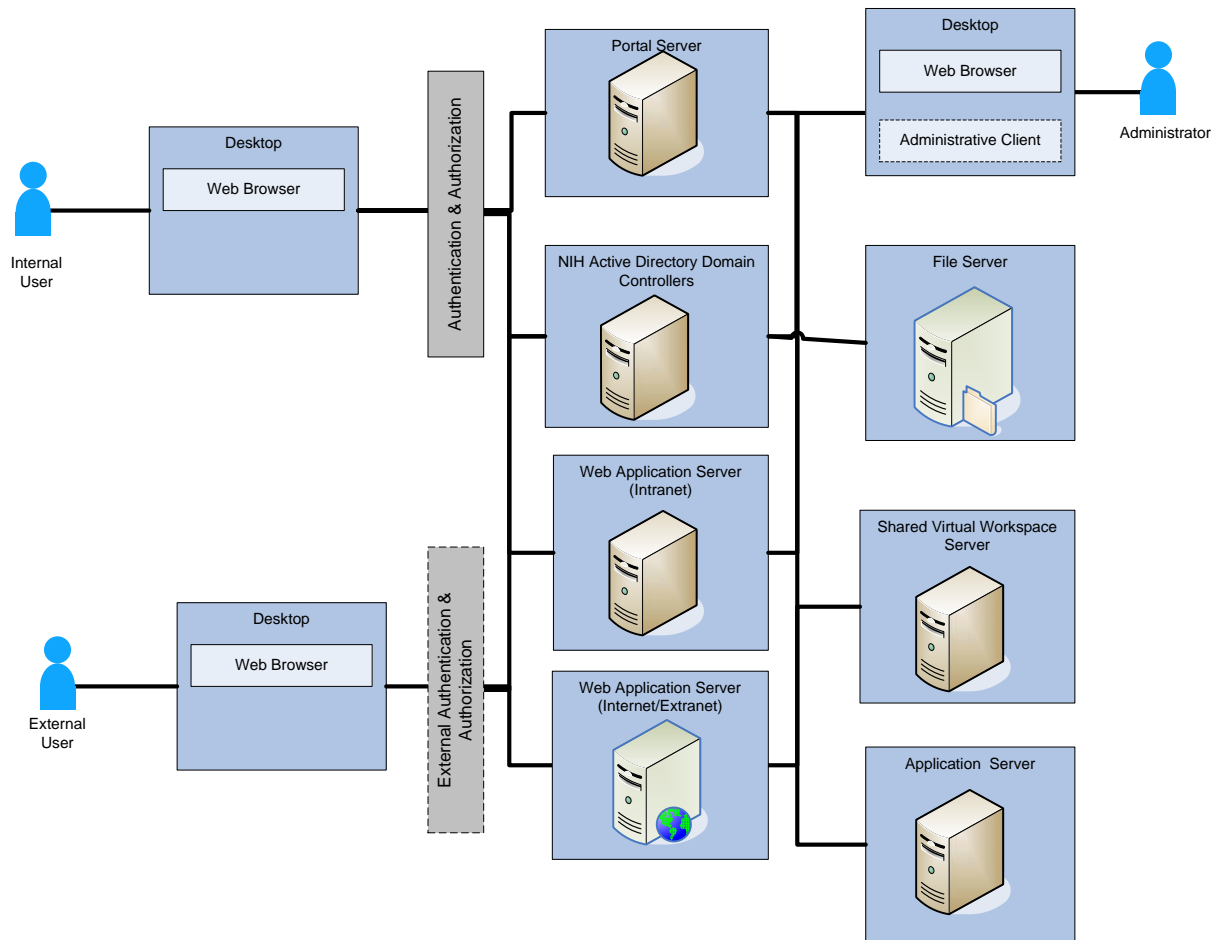 Internal
User
Desktop
Web Browser
Authentication & Authorization
External
User
Desktop
Web Browser
External Authentication &
Authorization
Portal Server
NIH Active Directory Domain
Controllers
Web Application Server
(Intranet)
Web Application Server
(Internet/Extranet)
Desktop
Web Browser
Administrative Client
Administrator
File Server
Shared Virtual Workspace
Server
Application Server